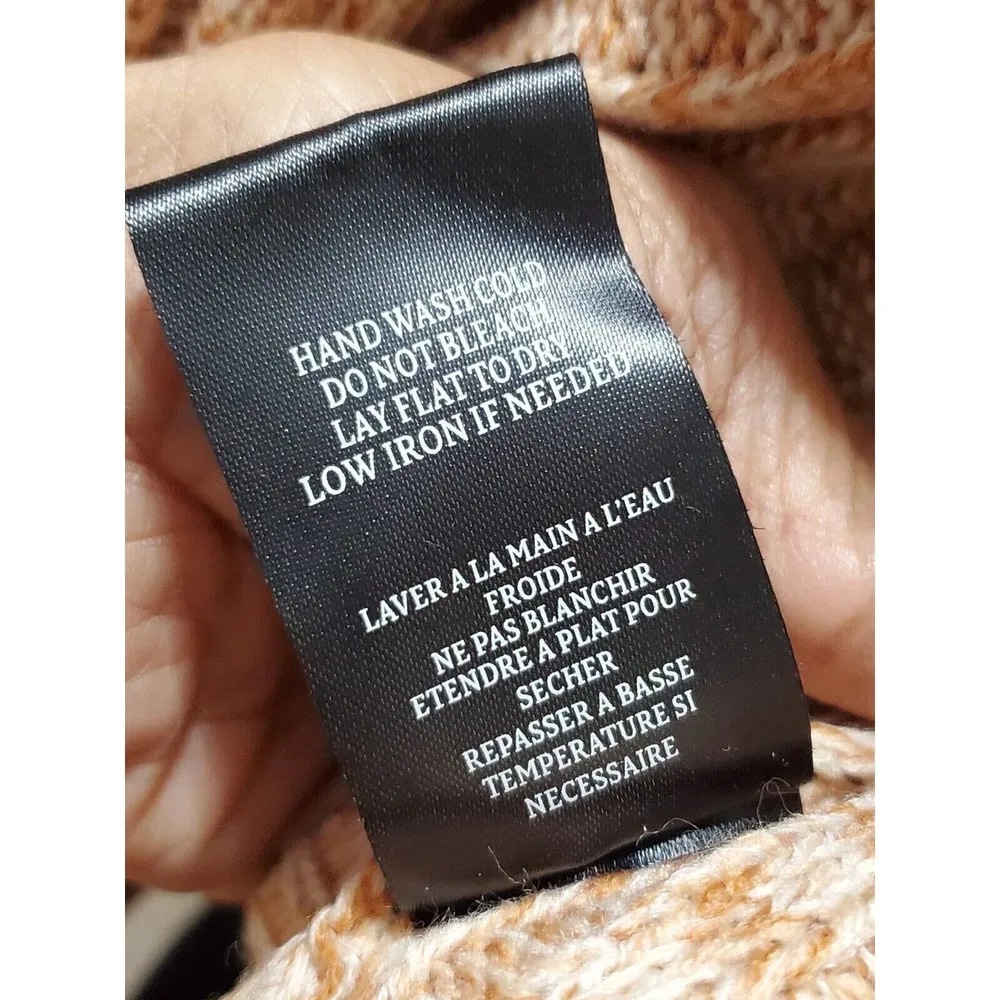 HAND WASH COLD
DO NOT BLEACH
LAY FLAT TO DRY
LOW IRON IF NEEDED
LAVER A LA MAIN A L'EAU
FROIDE
NE PAS BLANCHIR
ETENDRE A PLAT POUR
SECHER
REPASSER A BASSE
TEMPERATURE SI
NECESSAIRE